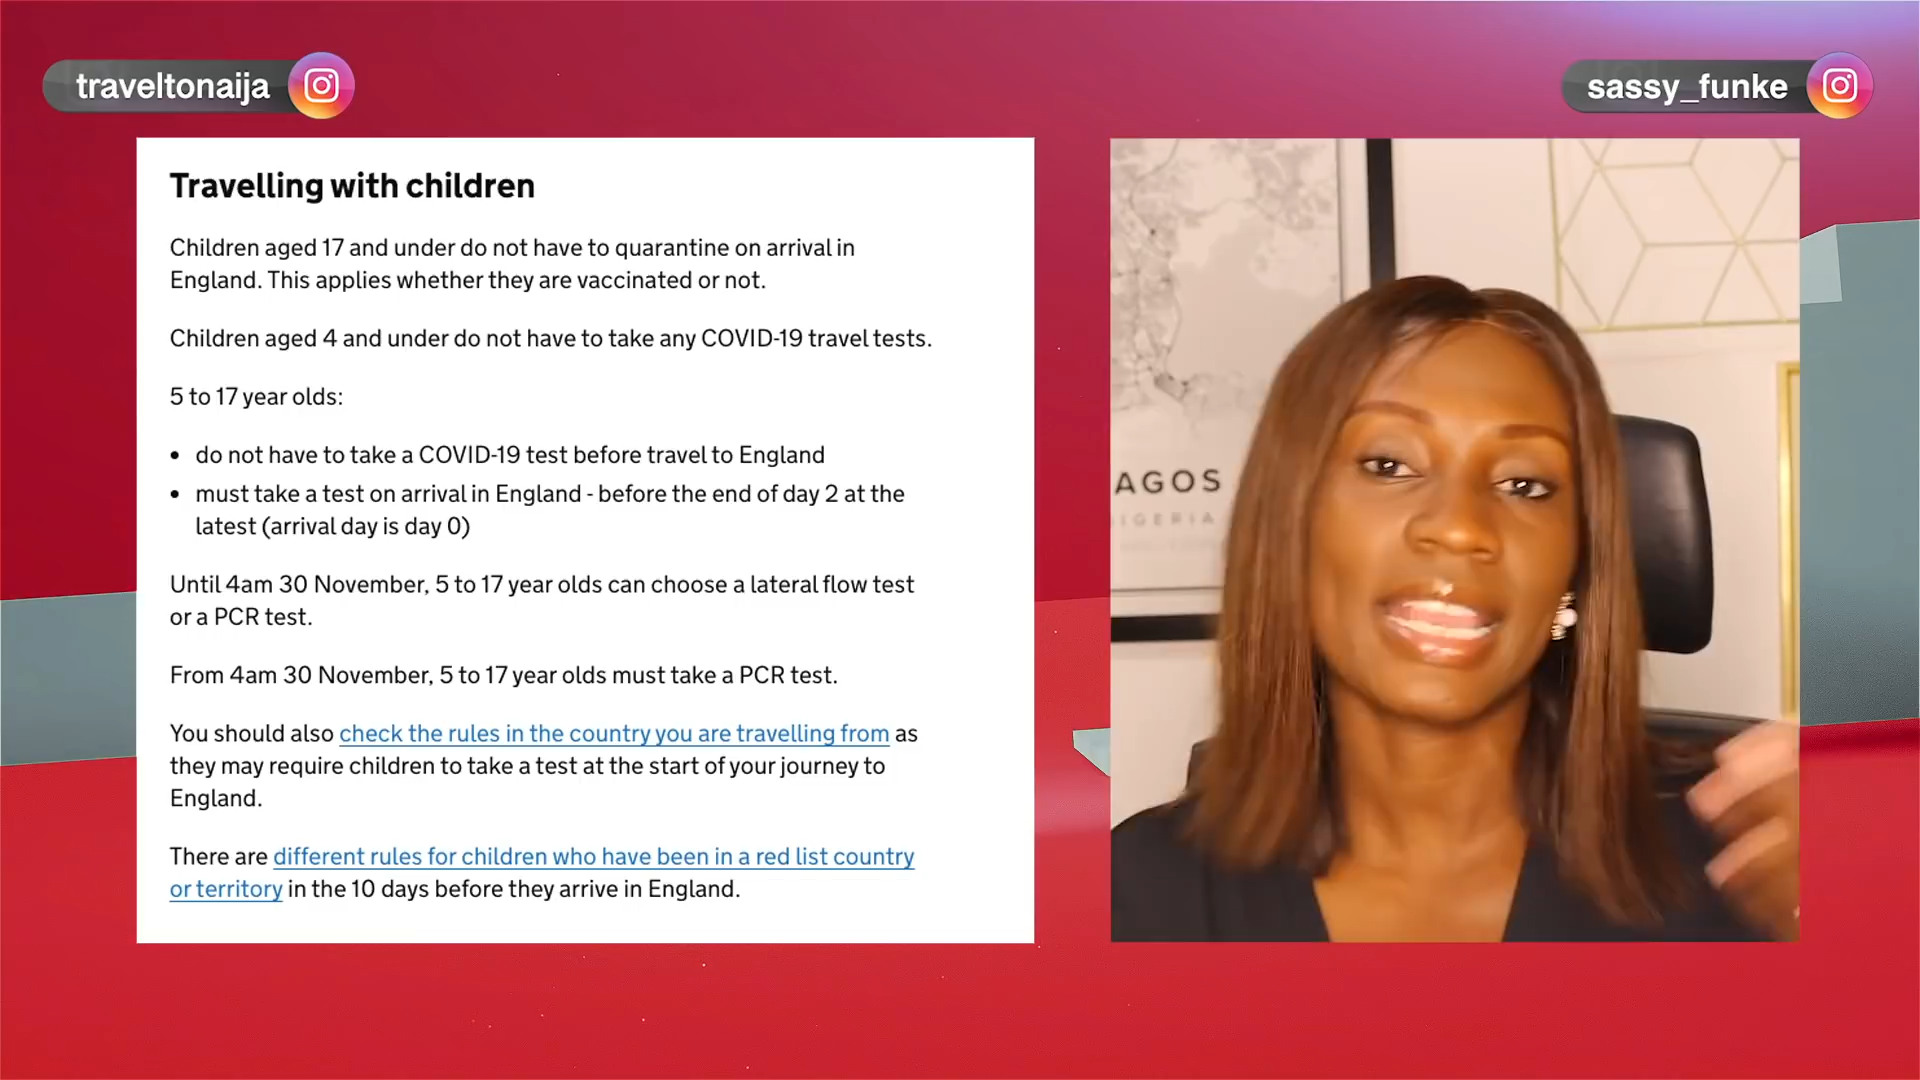 traveltonaija
sassy_funke
Travelling with children
Children aged 17 and under do not have to quarantine on arrival in
England. This applies whether they are vaccinated or not.
Children aged 4 and under do not have to take any COVID-19 travel tests.
5 to 17 year olds:
• do not have to take a COVID-19 test before travel to England
• must take a test on arrival in England - before the end of day 2 at the
latest (arrival day is day 0)
Until 4am 30 November, 5 to 17 year olds can choose a lateral flow test
or a PCR test.
From 4am 30 November, 5 to 17 year olds must take a PCR test.
You should also check the rules in the country you are travelling from as
they may require children to take a test at the start of your journey to
England.
There are different rules for children who have been in a red list country
or territory in the 10 days before they arrive in England.
AGOS
NIGERIA